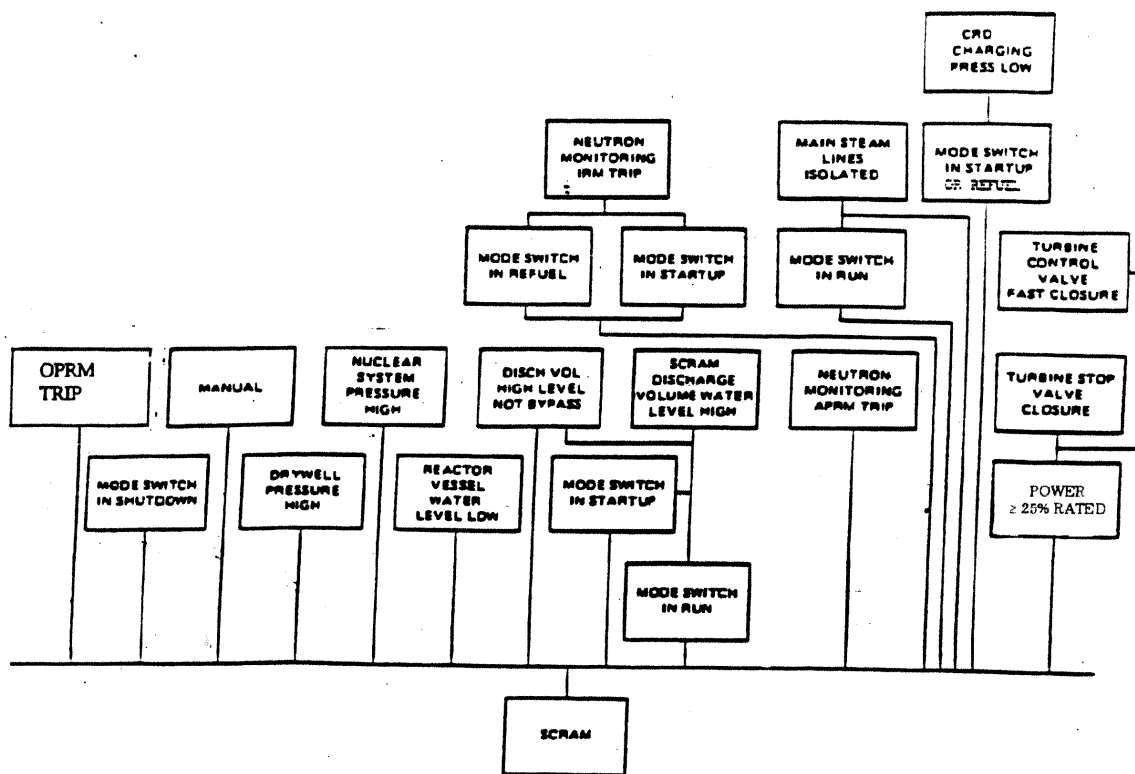 CRD
CHARGING
PRESS LOW
NEUTRON
MONITORING
IRM TRIP
MAIN STEAM
LINES
ISOLATED
MODE SWITCH
IN STARTUP
OR REFUEL
MODE SWITCH
IN REFUEL
MODE SWITCH
IN STARTUP
MODE SWITCH
IN RUN
TURBINE
CONTROL
VALVE
FAST CLOSURE
OPRM
TRIP
MANUAL
NUCLEAR
SYSTEM
PRESSURE
HIGH
DISCH VOL
HIGH LEVEL
NOT BYPASS
SCRAM
DISCHARGE
VOLUME WATER
LEVEL HIGH
NEUTRON
MONITORING
APRM TRIP
TURBINE STOP
VALVE
CLOSURE
MODE SWITCH
IN SHUTDOWN
DRYWELL
PRESSURE
HIGH
REACTOR
VESSEL
WATER
LEVEL LOW
MODE SWITCH
IN STARTUP
POWER
≥ 25% RATED
MODE SWITCH
IN RUN
SCRAM